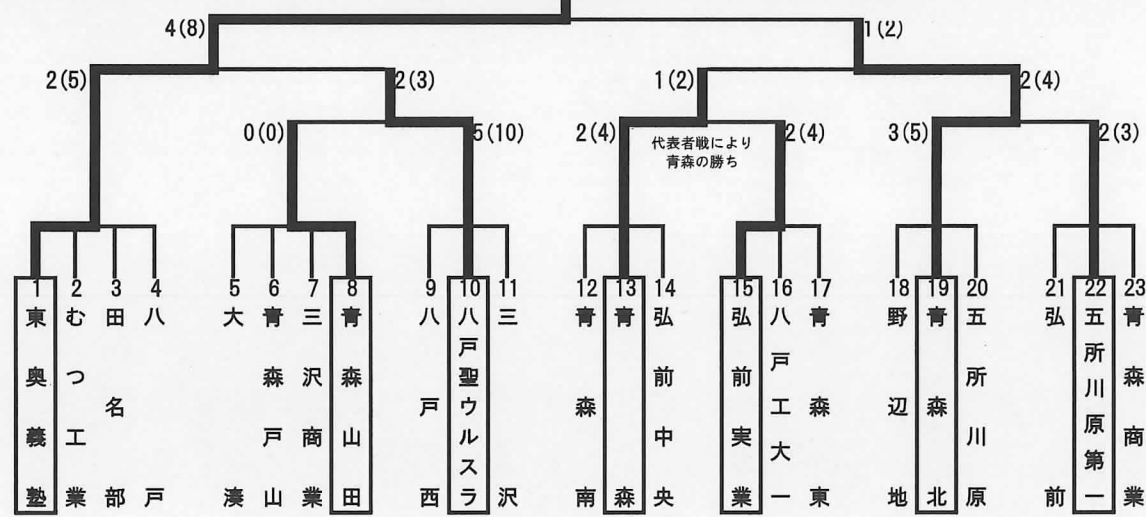 4(8)
1(2)
2(5)
2(3)
1(2)
2(4)
0(0)
5(10)
2(4)
2(4)
3(5)
2(3)
代表者戦により
青森の勝ち
1 東奥義塾
2 むつ工業
3 田名部
4 八戸
5 大湊
6 青森戸山
7 三沢商業
8 青森山田
9 八戸西
10 八戸聖ウルスラ
11 三沢
12 青森南
13 青森
14 弘前中央
15 弘前実業
16 八戸工大一
17 青森東
18 野辺地
19 青森北
20 五所川原
21 弘前
22 五所川原第一
23 青森商業